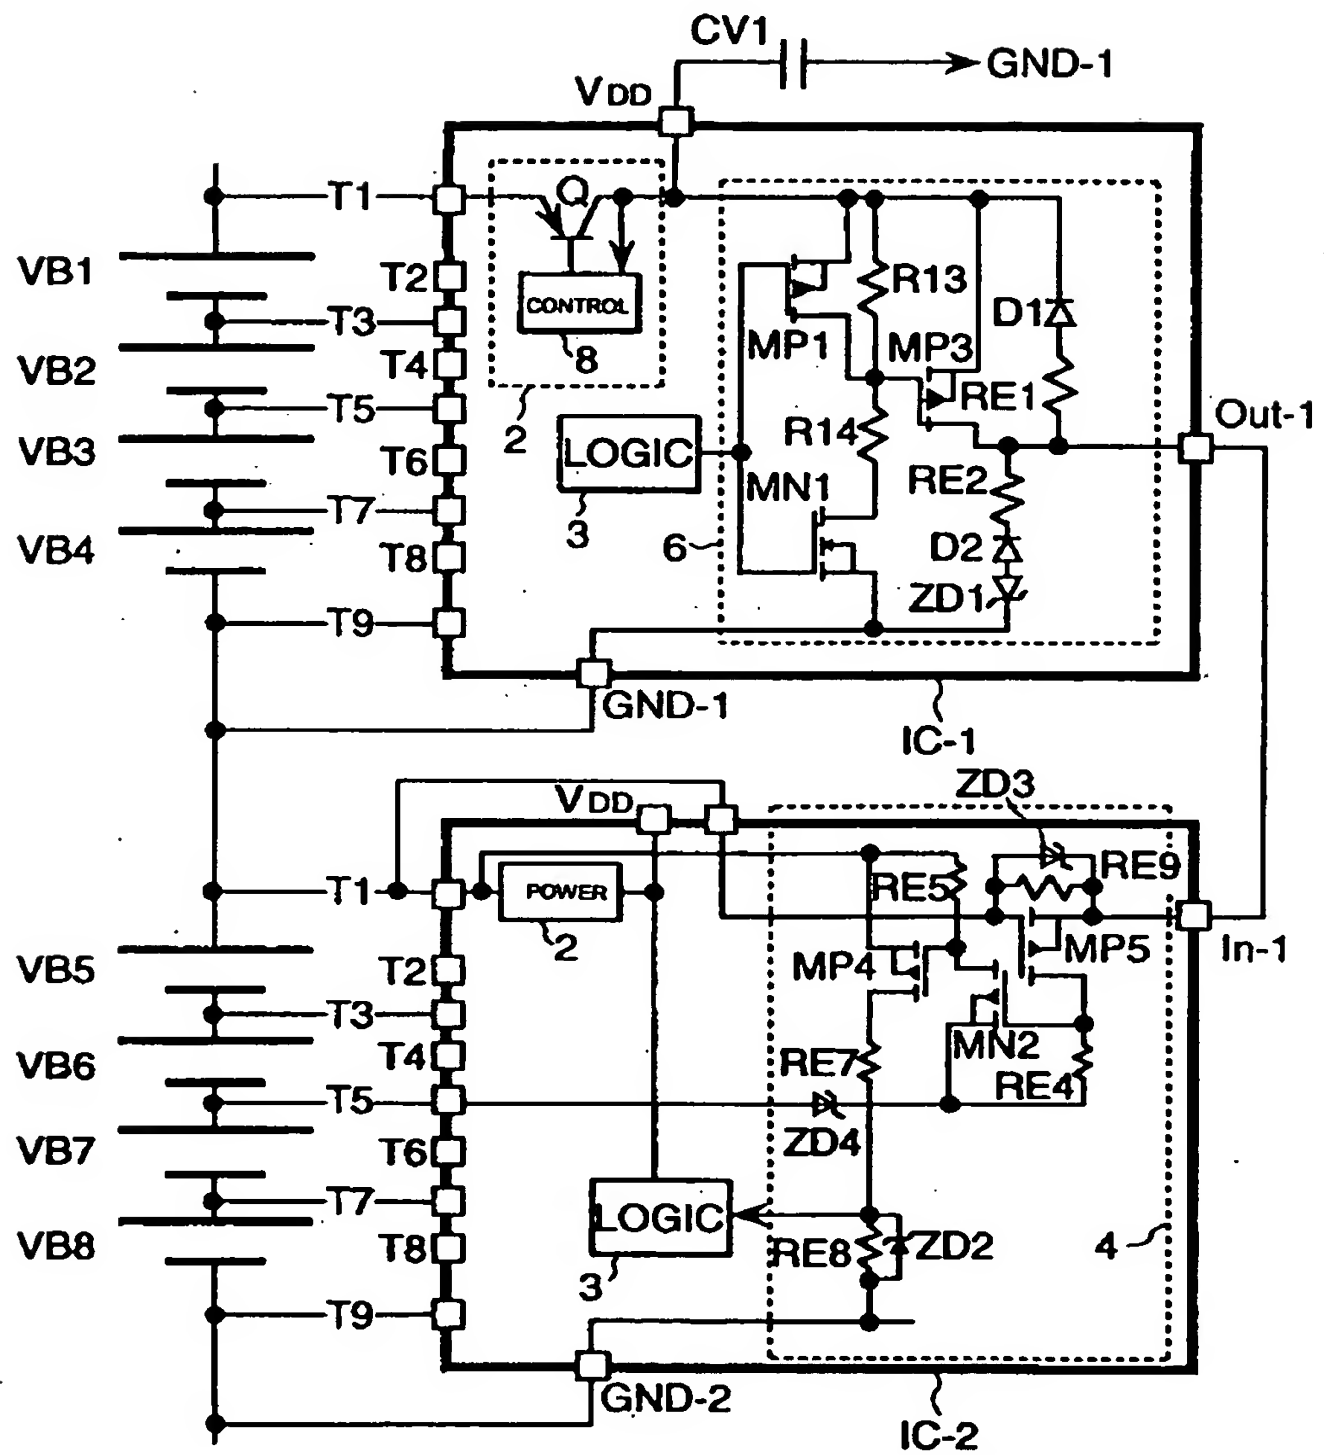 CV1
GND-1
VDD
T1
Q
VB1
T2
CONTROL
R13
D1
T3
8
MP1
MP3
VB2
T4
RE1
T5
2
R14
Out-1
VB3
T6
LOGIC
MN1
RE2
T7
3
6
VB4
T8
D2
ZD1
T9
GND-1
IC-1
ZD3
VDD
RE9
T1
POWER
RE5
2
MP4
MP5
In-1
VB5
T2
T3
MN2
VB6
T4
RE7
RE4
T5
ZD4
VB7
T6
T7
LOGIC
VB8
T8
RE8
ZD2
4
3
T9
GND-2
IC-2